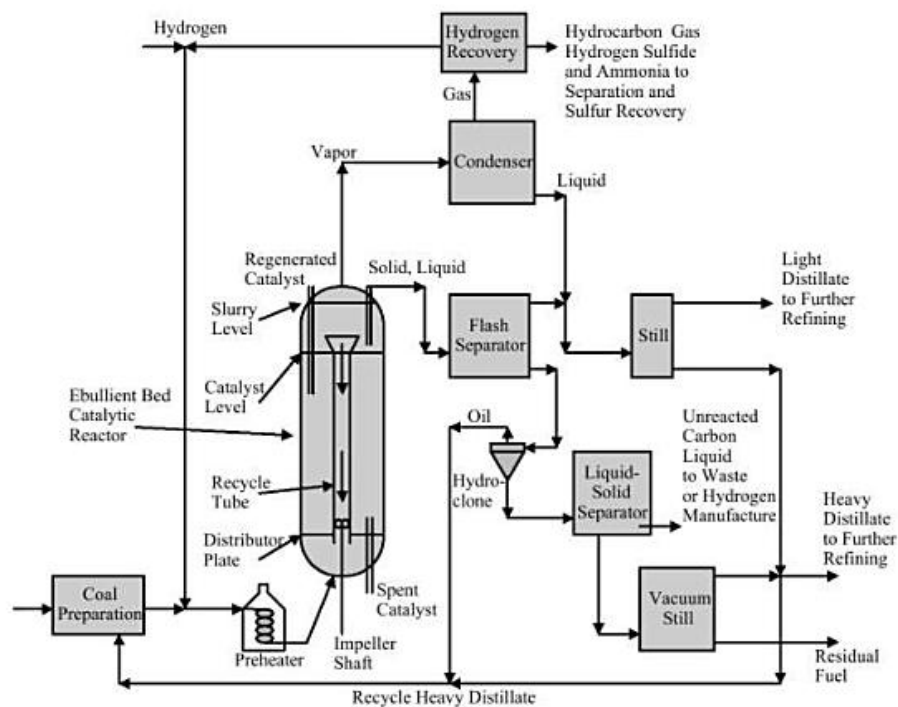 Hydrogen
Hydrogen
Recovery
Hydrocarbon Gas
Hydrogen Sulfide
and Ammonia to
Separation and
Sulfur Recovery
Gas
Vapor
Condenser
Liquid
Regenerated
Catalyst
Solid, Liquid
Slurry
Level
Flash
Separator
Still
Light
Distillate
to Further
Refining
Catalyst
Level
Ebullient Bed
Catalytic
Reactor
Oil
Unreacted
Carbon
Liquid
to Waste
or Hydrogen
Manufacture
Hydro-
clone
Liquid-
Solid
Separator
Recycle
Tube
Heavy
Distillate
to Further
Refining
Distributor
Plate
Coal
Preparation
Spent
Catalyst
Vacuum
Still
Preheater
Impeller
Shaft
Residual
Fuel
Recycle Heavy Distillate